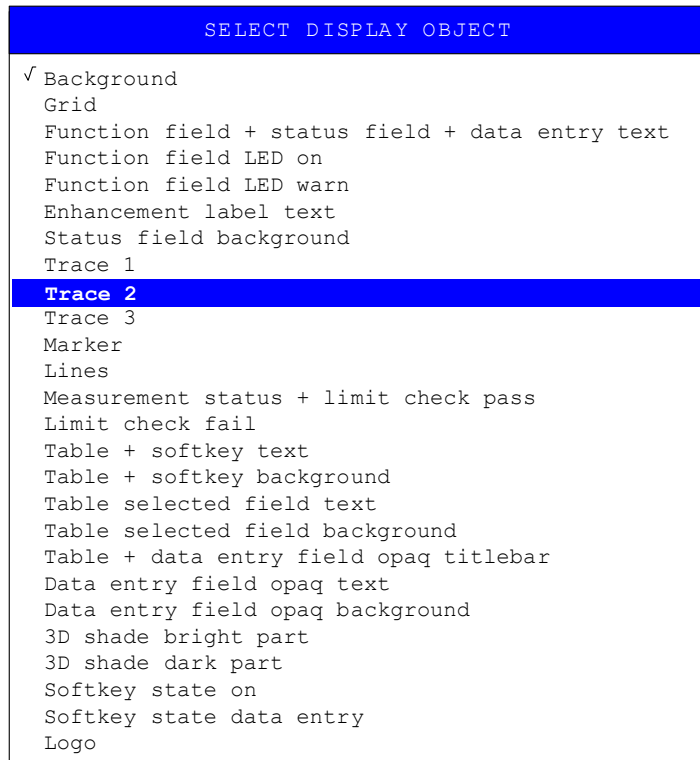 SELECT DISPLAY OBJECT
√ Background
Grid
Function field + status field + data entry text
Function field LED on
Function field LED warn
Enhancement label text
Status field background
Trace 1
Trace 2
Trace 3
Marker
Lines
Measurement status + limit check pass
Limit check fail
Table + softkey text
Table + softkey background
Table selected field text
Table selected field background
Table + data entry field opaq titlebar
Data entry field opaq text
Data entry field opaq background
3D shade bright part
3D shade dark part
Softkey state on
Softkey state data entry
Logo